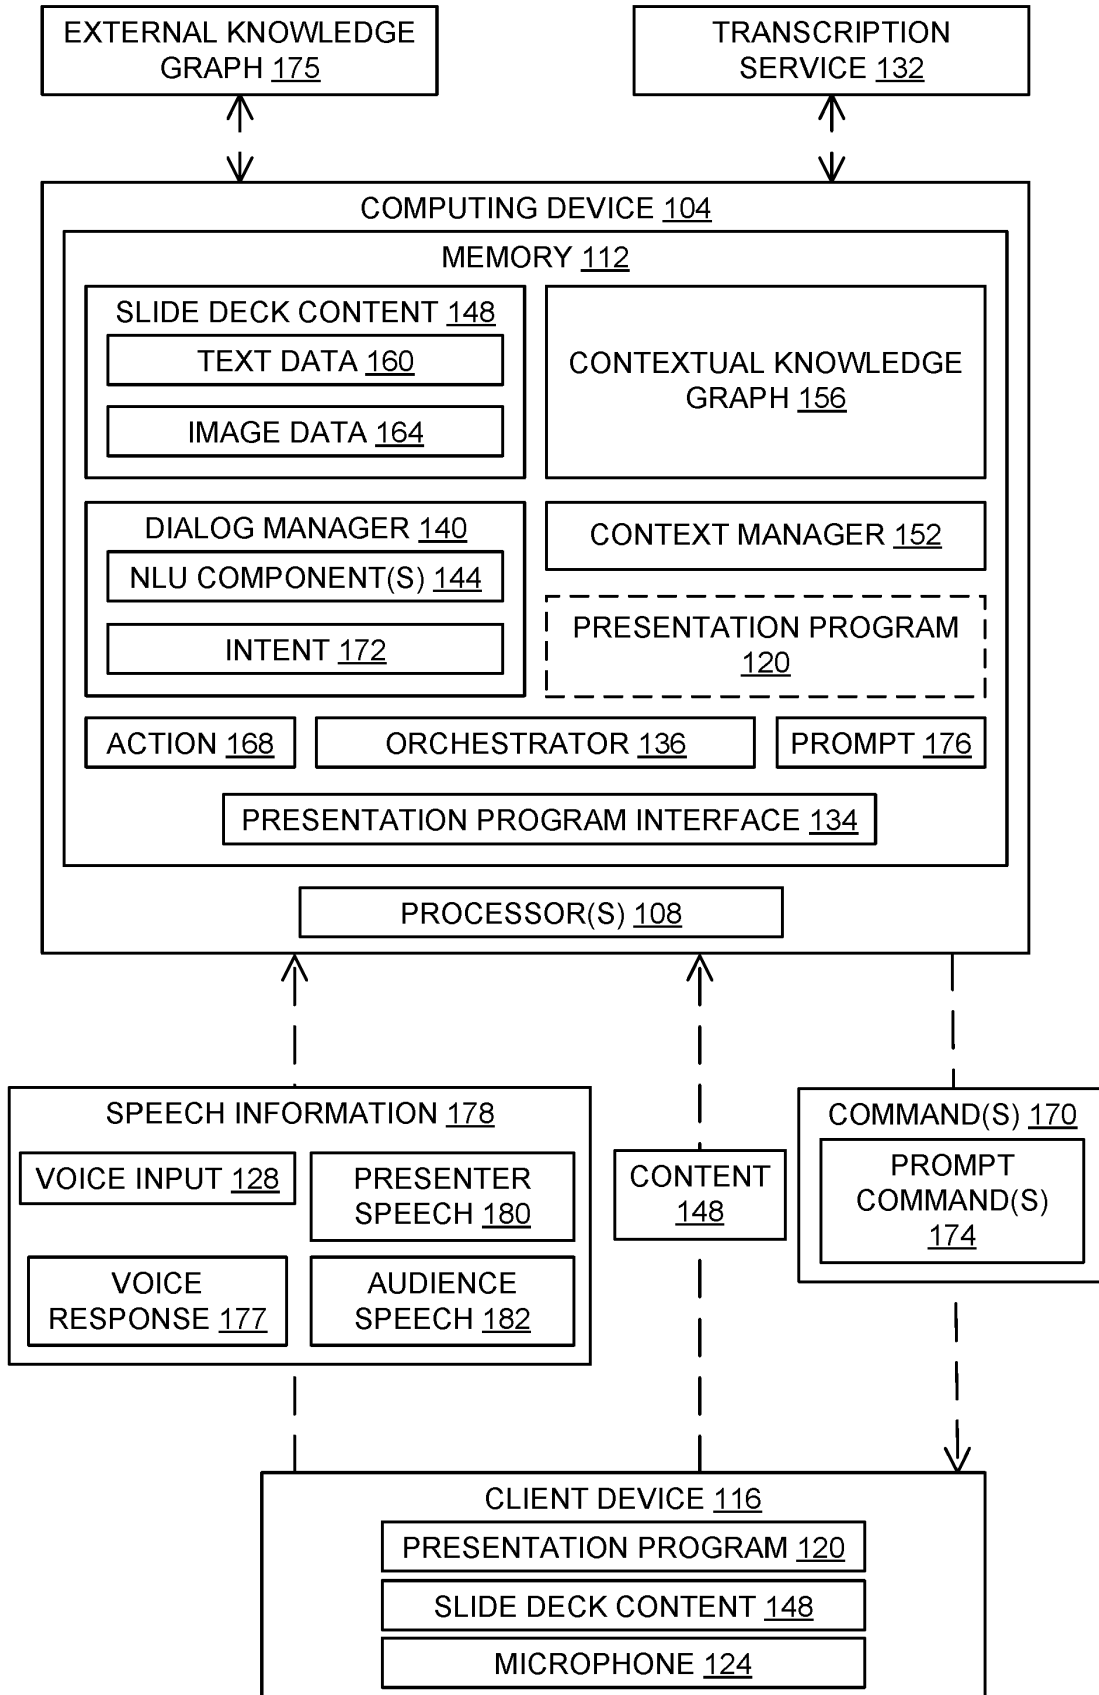 EXTERNAL KNOWLEDGE
GRAPH 175
TRANSCRIPTION
SERVICE 132
COMPUTING DEVICE 104
MEMORY 112
SLIDE DECK CONTENT 148
TEXT DATA 160
IMAGE DATA 164
CONTEXTUAL KNOWLEDGE
GRAPH 156
DIALOG MANAGER 140
NLU COMPONENT(S) 144
INTENT 172
CONTEXT MANAGER 152
PRESENTATION PROGRAM
120
ACTION 168
ORCHESTRATOR 136
PROMPT 176
PRESENTATION PROGRAM INTERFACE 134
PROCESSOR(S) 108
SPEECH INFORMATION 178
VOICE INPUT 128
PRESENTER
SPEECH 180
VOICE
RESPONSE 177
AUDIENCE
SPEECH 182
CONTENT
148
COMMAND(S) 170
PROMPT
COMMAND(S)
174
CLIENT DEVICE 116
PRESENTATION PROGRAM 120
SLIDE DECK CONTENT 148
MICROPHONE 124